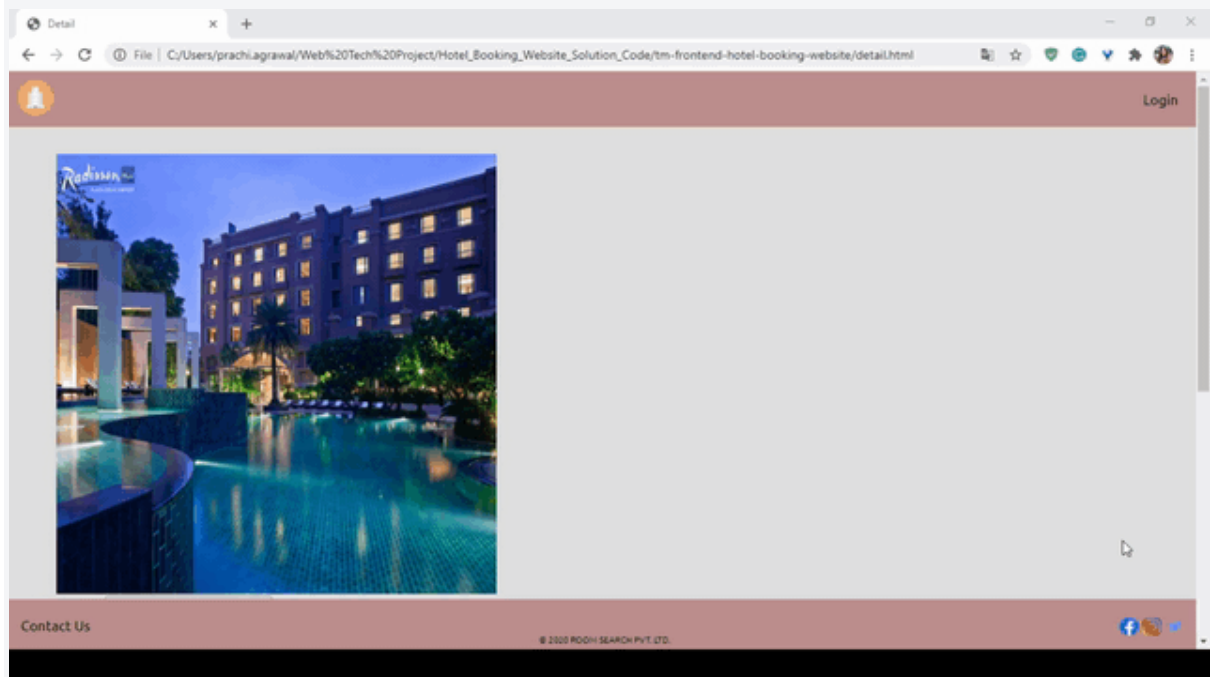 Detail
File | C:/Users/prachi.agrawal/Web%20Tech%20Project/Hotel_Booking_Website_Solution_Code/tm-frontend-hotel-booking-website/detail.html
Login
Radisson
Contact Us
© 2020 ROOM SEARCH PVT. LTD.